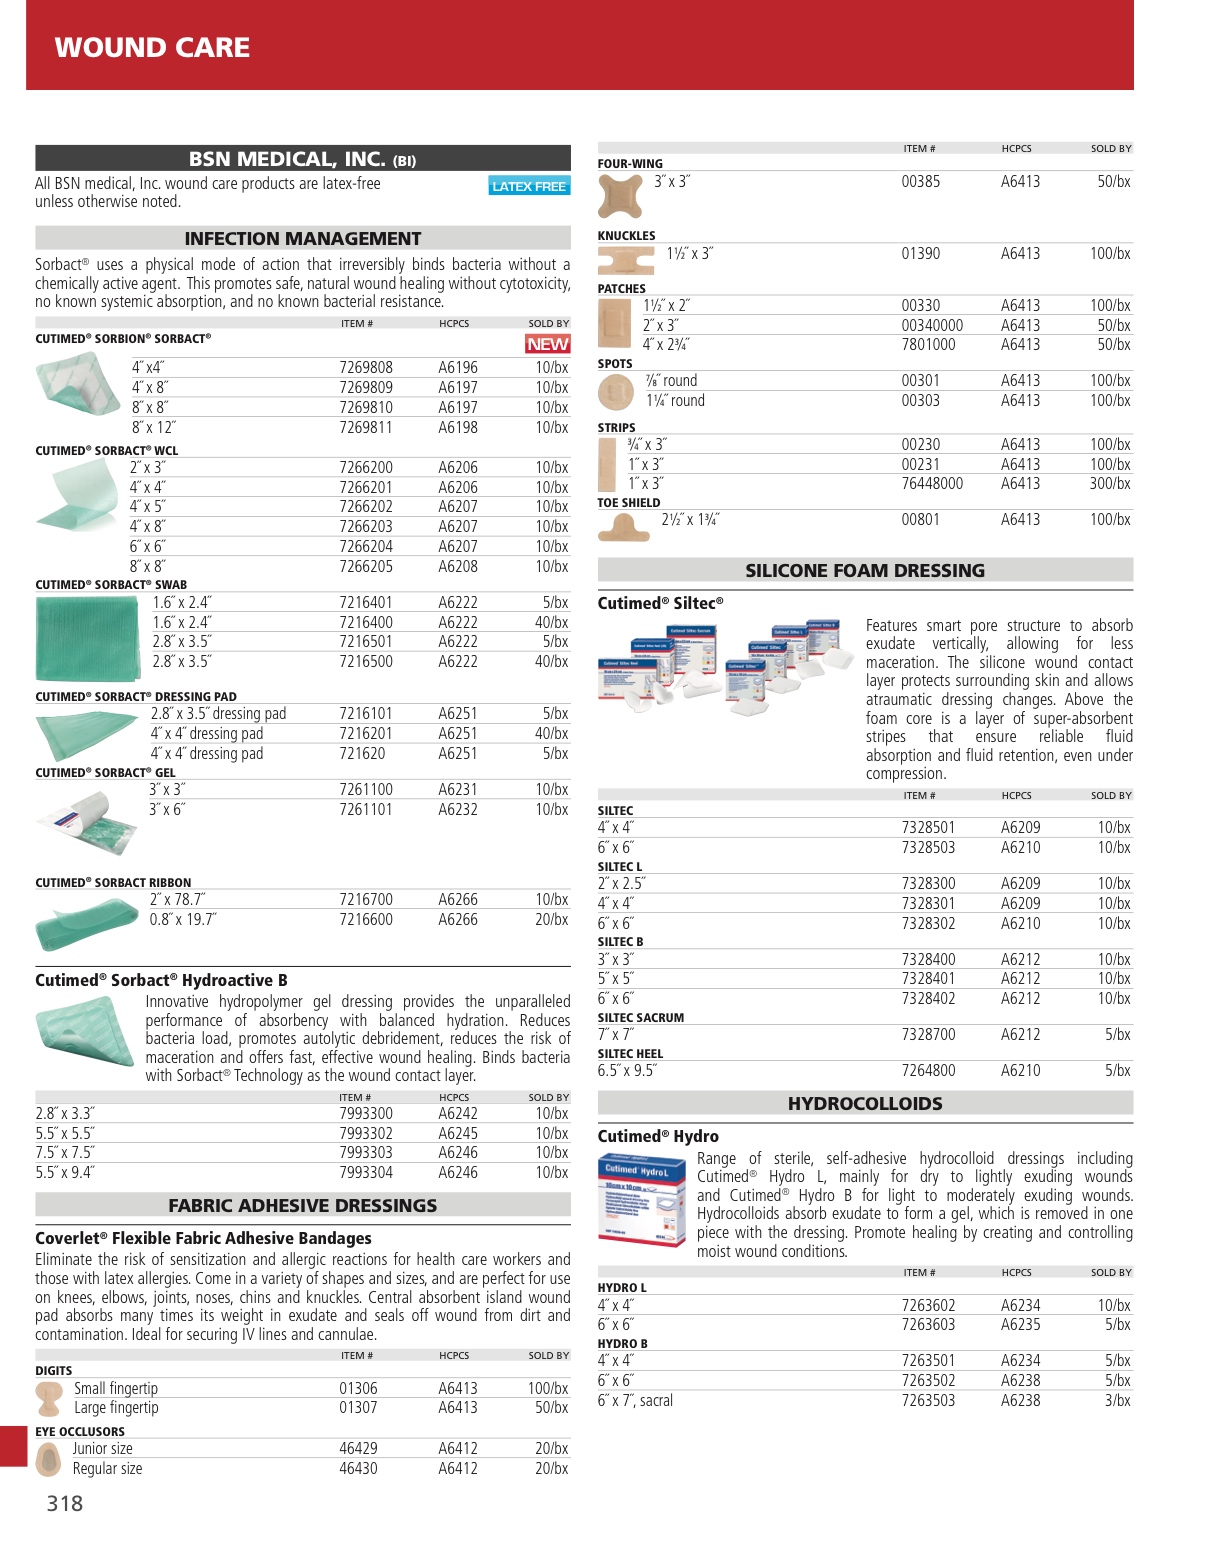 WOUND CARE
BSN MEDICAL, INC. (BI)
All BSN medical, Inc. wound care products are latex-free
unless otherwise noted.
LATEX FREE
INFECTION MANAGEMENT
Sorbact® uses a physical mode of action that irreversibly binds bacteria without a
chemically active agent. This promotes safe, natural wound healing without cytotoxicity,
no known systemic absorption, and no known bacterial resistance.
ITEM # HCPCS SOLD BY
CUTIMED® SORBION® SORBACT®
NEW
4˝x4˝ 7269808 A6196 10/bx
4˝ x 8˝ 7269809 A6197 10/bx
8˝ x 8˝ 7269810 A6197 10/bx
8˝ x 12˝ 7269811 A6198 10/bx
CUTIMED® SORBACT® WCL
2˝ x 3˝ 7266200 A6206 10/bx
4˝ x 4˝ 7266201 A6206 10/bx
4˝ x 5˝ 7266202 A6207 10/bx
4˝ x 8˝ 7266203 A6207 10/bx
6˝ x 6˝ 7266204 A6207 10/bx
8˝ x 8˝ 7266205 A6208 10/bx
CUTIMED® SORBACT® SWAB
1.6˝ x 2.4˝ 7216401 A6222 5/bx
1.6˝ x 2.4˝ 7216400 A6222 40/bx
2.8˝ x 3.5˝ 7216501 A6222 5/bx
2.8˝ x 3.5˝ 7216500 A6222 40/bx
CUTIMED® SORBACT® DRESSING PAD
2.8˝ x 3.5˝ dressing pad 7216101 A6251 5/bx
4˝ x 4˝ dressing pad 7216201 A6251 40/bx
4˝ x 4˝ dressing pad 721620 A6251 5/bx
CUTIMED® SORBACT® GEL
3˝ x 3˝ 7261100 A6231 10/bx
3˝ x 6˝ 7261101 A6232 10/bx
CUTIMED® SORBACT RIBBON
2˝ x 78.7˝ 7216700 A6266 10/bx
0.8˝ x 19.7˝ 7216600 A6266 20/bx
Cutimed® Sorbact® Hydroactive B
Innovative hydropolymer gel dressing provides the unparalleled
performance of absorbency with balanced hydration. Reduces
bacteria load, promotes autolytic debridement, reduces the risk of
maceration and offers fast, effective wound healing. Binds bacteria
with Sorbact® Technology as the wound contact layer.
ITEM # HCPCS SOLD BY
2.8˝ x 3.3˝ 7993300 A6242 10/bx
5.5˝ x 5.5˝ 7993302 A6245 10/bx
7.5˝ x 7.5˝ 7993303 A6246 10/bx
5.5˝ x 9.4˝ 7993304 A6246 10/bx
FABRIC ADHESIVE DRESSINGS
Coverlet® Flexible Fabric Adhesive Bandages
Eliminate the risk of sensitization and allergic reactions for health care workers and
those with latex allergies. Come in a variety of shapes and sizes, and are perfect for use
on knees, elbows, joints, noses, chins and knuckles. Central absorbent island wound
pad absorbs many times its weight in exudate and seals off wound from dirt and
contamination. Ideal for securing IV lines and cannulae.
ITEM # HCPCS SOLD BY
DIGITS
Small fingertip 01306 A6413 100/bx
Large fingertip 01307 A6413 50/bx
EYE OCCLUSORS
Junior size 46429 A6412 20/bx
Regular size 46430 A6412 20/bx
318
ITEM # HCPCS SOLD BY
FOUR-WING
3˝ x 3˝ 00385 A6413 50/bx
KNUCKLES
1½˝ x 3˝ 01390 A6413 100/bx
PATCHES
1½˝ x 2˝ 00330 A6413 100/bx
2˝ x 3˝ 00340000 A6413 50/bx
4˝ x 2¾˝ 7801000 A6413 50/bx
SPOTS
⅞˝ round 00301 A6413 100/bx
1¼˝ round 00303 A6413 100/bx
STRIPS
¾˝ x 3˝ 00230 A6413 100/bx
1˝ x 3˝ 00231 A6413 100/bx
1˝ x 3˝ 76448000 A6413 300/bx
TOE SHIELD
2½˝ x 1¾˝ 00801 A6413 100/bx
SILICONE FOAM DRESSING
Cutimed® Siltec®
Features smart pore structure to absorb
exudate vertically, allowing for less
maceration. The silicone wound contact
layer protects surrounding skin and allows
atraumatic dressing changes. Above the
foam core is a layer of super-absorbent
stripes that ensure reliable fluid
absorption and fluid retention, even under
compression.
ITEM # HCPCS SOLD BY
SILTEC
4˝ x 4˝ 7328501 A6209 10/bx
6˝ x 6˝ 7328503 A6210 10/bx
SILTEC L
2˝ x 2.5˝ 7328300 A6209 10/bx
4˝ x 4˝ 7328301 A6209 10/bx
6˝ x 6˝ 7328302 A6210 10/bx
SILTEC B
3˝ x 3˝ 7328400 A6212 10/bx
5˝ x 5˝ 7328401 A6212 10/bx
6˝ x 6˝ 7328402 A6212 10/bx
SILTEC SACRUM
7˝ x 7˝ 7328700 A6212 5/bx
SILTEC HEEL
6.5˝ x 9.5˝ 7264800 A6210 5/bx
HYDROCOLLOIDS
Cutimed® Hydro
Cutimed® Hydro L
10cm x 10cm
Range of sterile, self-adhesive hydrocolloid dressings including
Cutimed® Hydro L, mainly for dry to lightly exuding wounds
and Cutimed® Hydro B for light to moderately exuding wounds.
Hydrocolloids absorb exudate to form a gel, which is removed in one
piece with the dressing. Promote healing by creating and controlling
moist wound conditions.
ITEM # HCPCS SOLD BY
HYDRO L
4˝ x 4˝ 7263602 A6234 10/bx
6˝ x 6˝ 7263603 A6235 5/bx
HYDRO B
4˝ x 4˝ 7263501 A6234 5/bx
6˝ x 6˝ 7263502 A6238 5/bx
6˝ x 7˝, sacral 7263503 A6238 3/bx